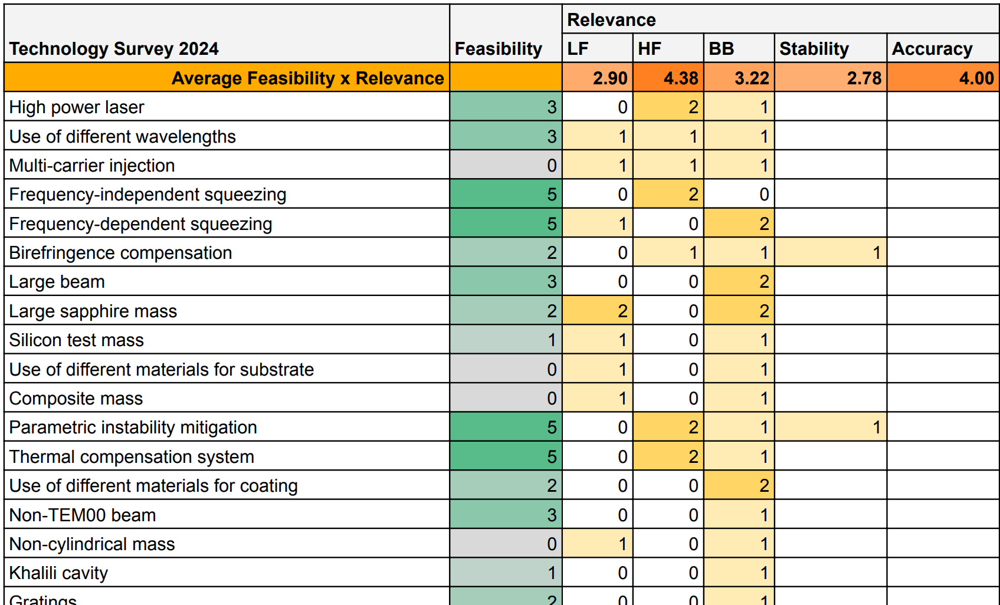 Relevance
Technology Survey 2024 Feasibility LF HF BB Stability Accuracy
Average Feasibility x Relevance 2.90 4.38 3.22 2.78 4.00
High power laser 3 0 2 1
Use of different wavelengths 3 1 1 1
Multi-carrier injection 0 1 1 1
Frequency-independent squeezing 5 0 2 0
Frequency-dependent squeezing 5 1 0 2
Birefringence compensation 2 0 1 1 1
Large beam 3 0 0 2
Large sapphire mass 2 2 0 2
Silicon test mass 1 1 0 1
Use of different materials for substrate 0 1 0 1
Composite mass 0 1 0 1
Parametric instability mitigation 5 0 2 1 1
Thermal compensation system 5 0 2 1
Use of different materials for coating 2 0 0 2
Non-TEM00 beam 3 0 0 1
Non-cylindrical mass 0 1 0 1
Khalili cavity 1 0 0 1
Gratings 2 0 0 1